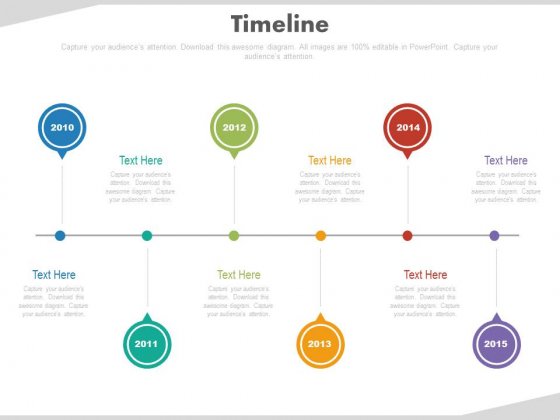 Timeline
Capture your audience's attention. Download this awesome diagram. All images are 100% editable in PowerPoint. Capture your
audience's attention.
2010
2012
2014
Text Here
Capture your audience's
attention. Download this
awesome diagram. Capture
your audience's attention.
Text Here
Capture your audience's
attention. Download this
awesome diagram. Capture
your audience's attention.
Text Here
Capture your audience's
attention. Download this
awesome diagram. Capture
your audience's attention.
Text Here
Capture your audience's
attention. Download this
awesome diagram. Capture
your audience's attention.
Text Here
Capture your audience's
attention. Download this
awesome diagram. Capture
your audience's attention.
Text Here
Capture your audience's
attention. Download this
awesome diagram. Capture
your audience's attention.
2011
2013
2015